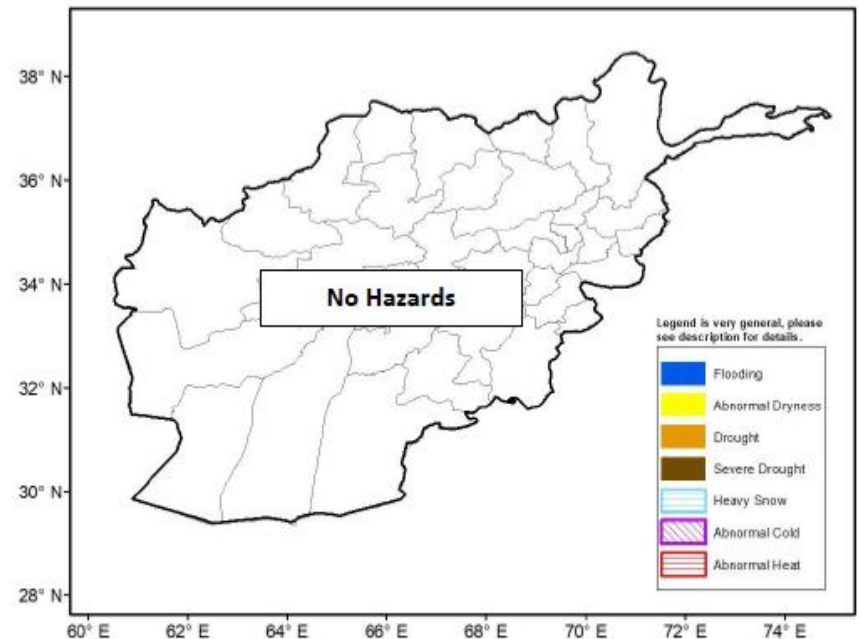 38° N
36° N
34° N
32° N
30° N
28° N
No Hazards
Legend is very general, please
see description for details.
Flooding
Abnormal Dryness
Drought
Severe Drought
Heavy Snow
Abnormal Cold
Abnormal Heat
60° E 62° E 64° E 66° E 68° E 70° E 72° E 74° E